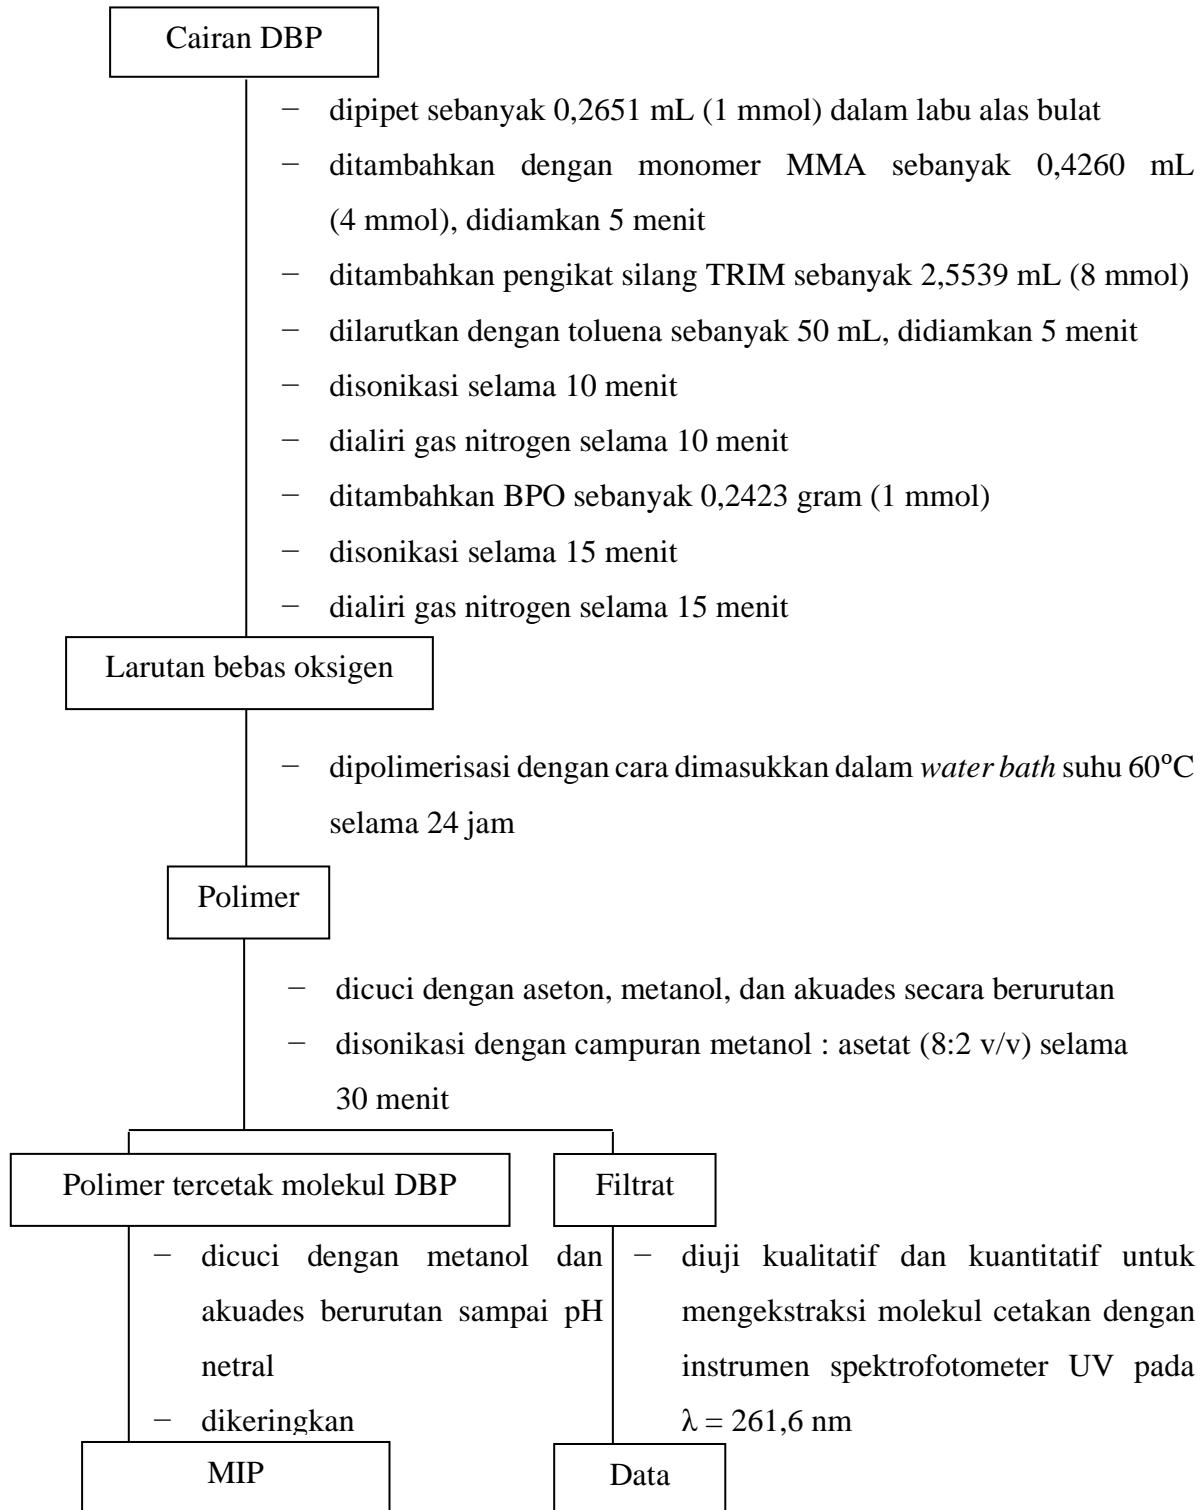 Cairan DBP
− dipipet sebanyak 0,2651 mL (1 mmol) dalam labu alas bulat
− ditambahkan dengan monomer MMA sebanyak 0,4260 mL
(4 mmol), didiamkan 5 menit
− ditambahkan pengikat silang TRIM sebanyak 2,5539 mL (8 mmol)
− dilarutkan dengan toluena sebanyak 50 mL, didiamkan 5 menit
− disonikasi selama 10 menit
− dialiri gas nitrogen selama 10 menit
− ditambahkan BPO sebanyak 0,2423 gram (1 mmol)
− disonikasi selama 15 menit
− dialiri gas nitrogen selama 15 menit
Larutan bebas oksigen
− dipolimerisasi dengan cara dimasukkan dalam water bath suhu 60°C
selama 24 jam
Polimer
− dicuci dengan aseton, metanol, dan akuades secara berurutan
− disonikasi dengan campuran metanol : asetat (8:2 v/v) selama
30 menit
Polimer tercetak molekul DBP
− dicuci dengan metanol dan
akuades berurutan sampai pH
netral
− dikeringkan
MIP
Filtrat
− diuji kualitatif dan kuantitatif untuk
mengekstraksi molekul cetakan dengan
instrumen spektrofotometer UV pada
λ = 261,6 nm
Data